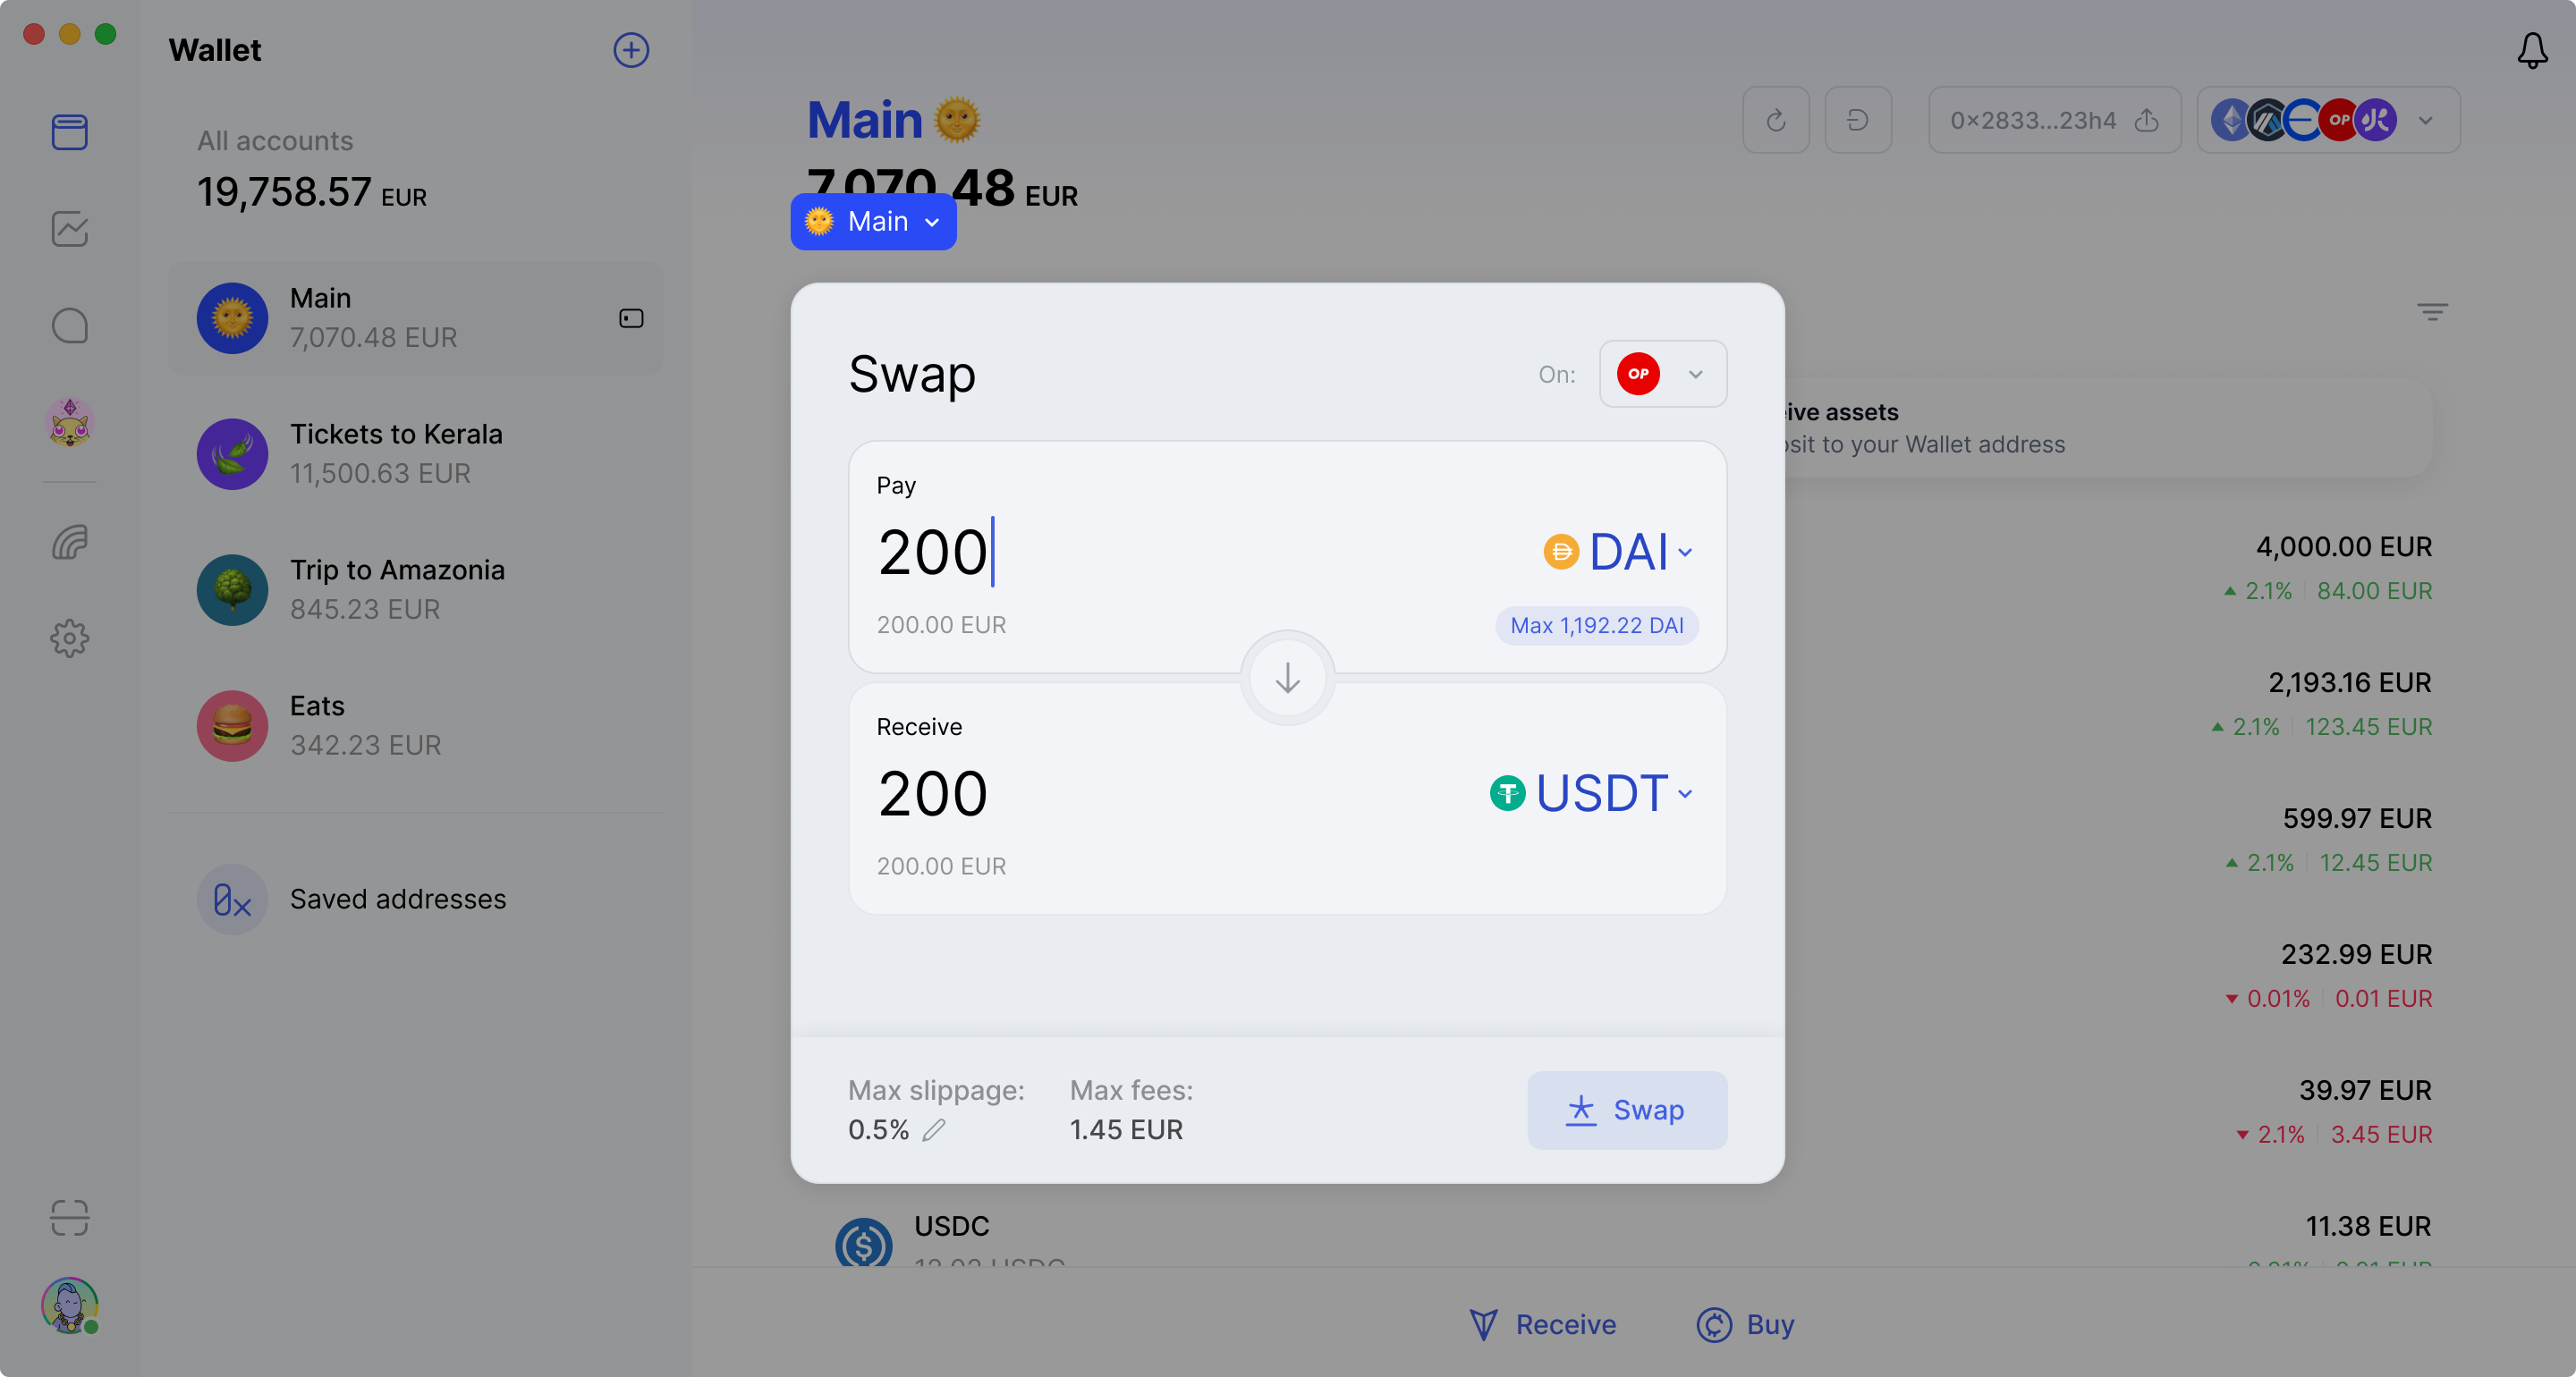 Wallet
All accounts
19,758.57 EUR
Main
7,070.48 EUR
Tickets to Kerala
11,500.63 EUR
Trip to Amazonia
845.23 EUR
Eats
342.23 EUR
Saved addresses
Main
7,070.48 EUR
0×2833...23h4
OP
Main
Swap
On:
OP
Pay
200
DAI
200.00 EUR
Max 1,192.22 DAI
Receive
200
USDT
200.00 EUR
Max slippage:
0.5%
Max fees:
1.45 EUR
Swap
assets
to your Wallet address
4,000.00 EUR
2.1% 84.00 EUR
2,193.16 EUR
2.1% 123.45 EUR
599.97 EUR
2.1% 12.45 EUR
232.99 EUR
0.01% 0.01 EUR
39.97 EUR
2.1% 3.45 EUR
USDC
11.38 EUR
Receive
Buy